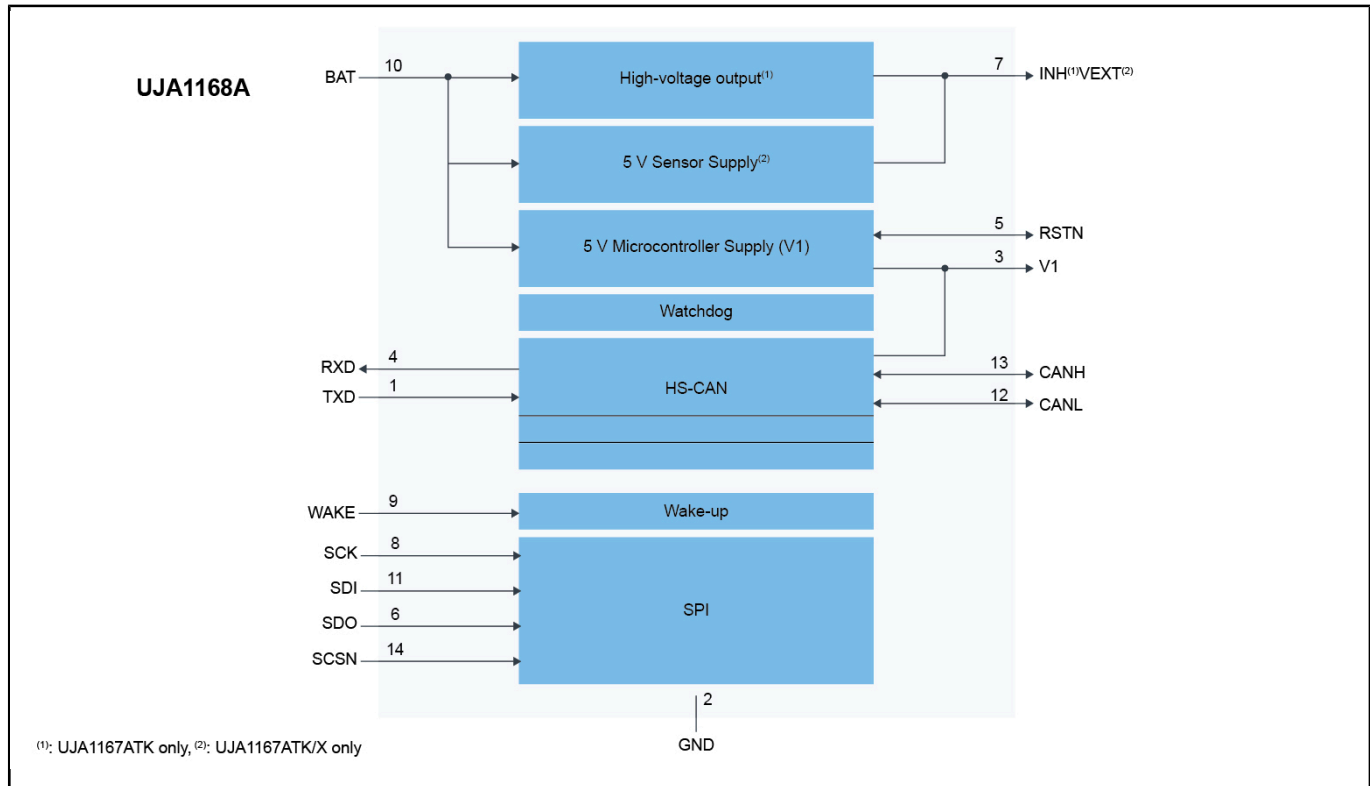 UJA1168A
BAT 10 High-voltage output(1) 7 INH(1)VEXT(2)
5 V Sensor Supply(2)
5 V Microcontroller Supply (V1) 5 RSTN
3 V1
Watchdog
RXD 4 HS-CAN 13 CANH
TXD 1 12 CANL
WAKE 9 Wake-up
SCK 8
SDI 11 SPI
SDO 6
SCSN 14
2
GND
(1): UJA1167ATK only, (2): UJA1167ATK/X only